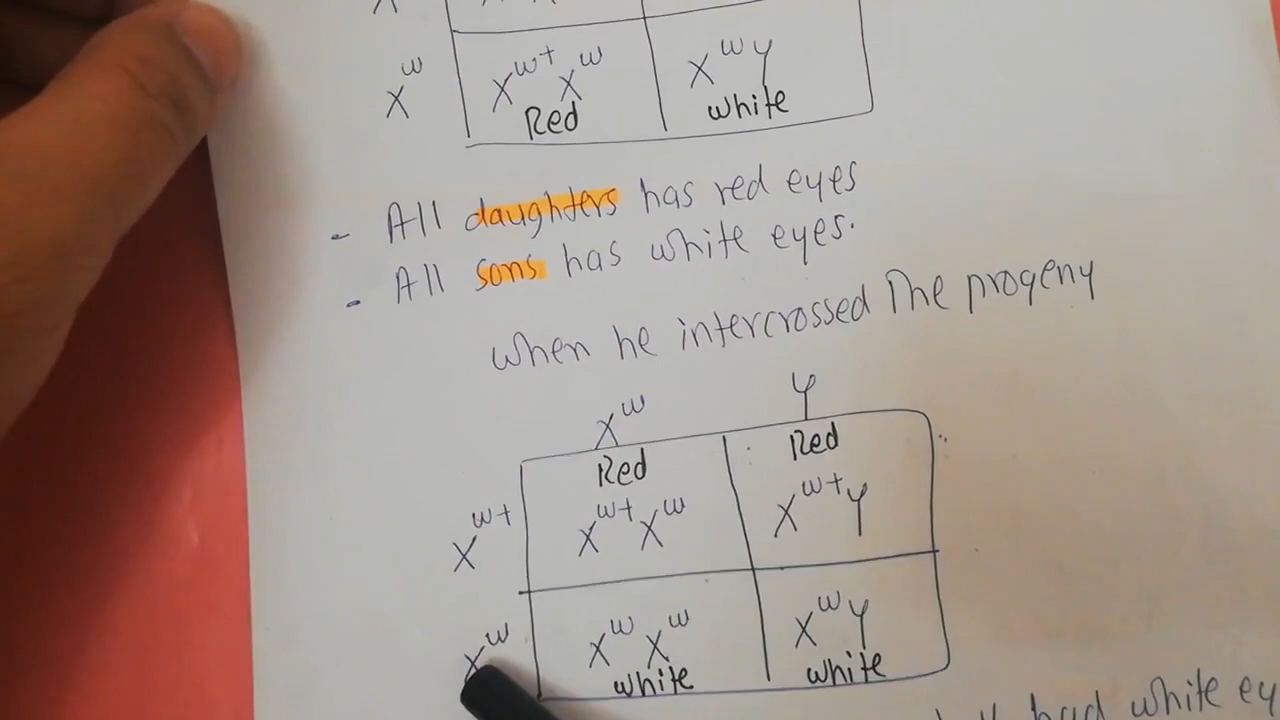 X^w X^w+ X^w X^w Y
Red White
- All daughters has red eyes
- All sons has white eyes.
When he intercrossed The progeny
X^w Y
Red Red
X^w+ X^w+ X^w X^w+ Y
X^w X^w X^w X^w Y
White White
had white